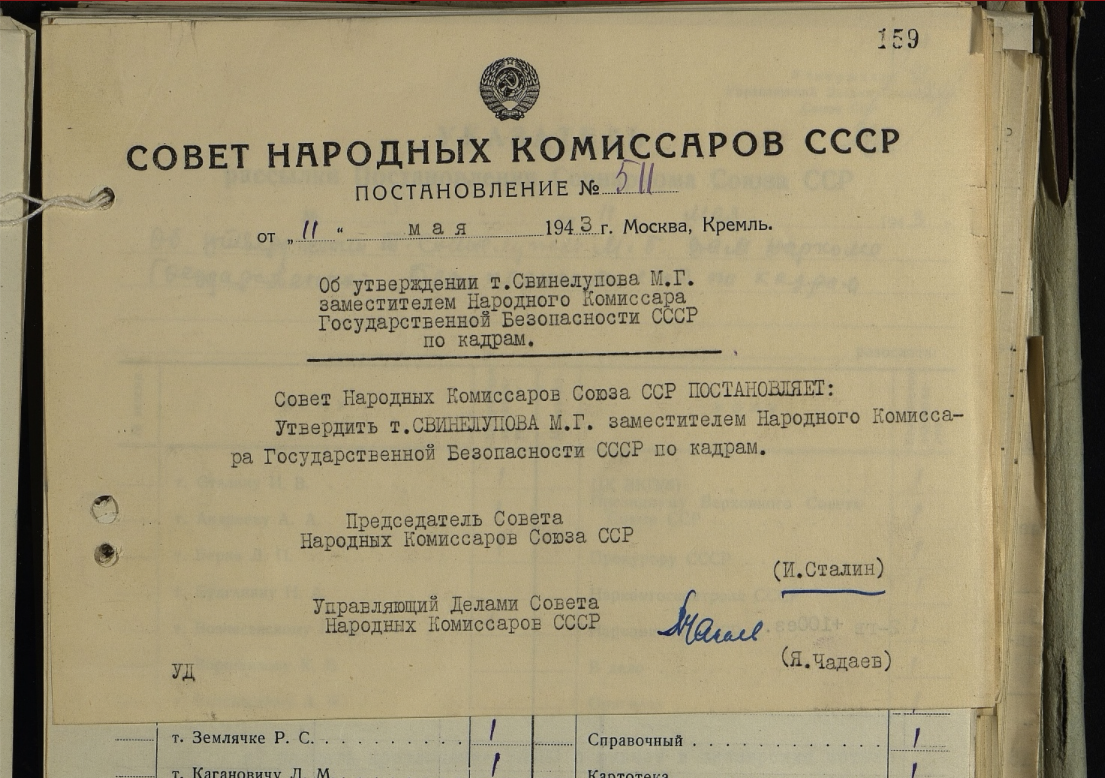 159
СОВЕТ НАРОДНЫХ КОМИССАРОВ СССР
ПОСТАНОВЛЕНИЕ № 511
от „11“ мая 1943 г. Москва, Кремль.
Об утверждении т.Свинелупова М.Г.
заместителем Народного Комиссара
Государственной Безопасности СССР
по кадрам.
Совет Народных Комиссаров Союза ССР ПОСТАНОВЛЯЕТ:
Утвердить т.СВИНЕЛУПОВА М.Г. заместителем Народного Комисса-
ра Государственной Безопасности СССР по кадрам.
Председатель Совета
Народных Комиссаров Союза ССР
(И.Сталин)
Управляющий Делами Совета
Народных Комиссаров СССР
(Я.Чадаев)
УД
т. Землячке Р. С. 1 Справочный 1
т. Кагановичу Л. М. 1 Картотека 1